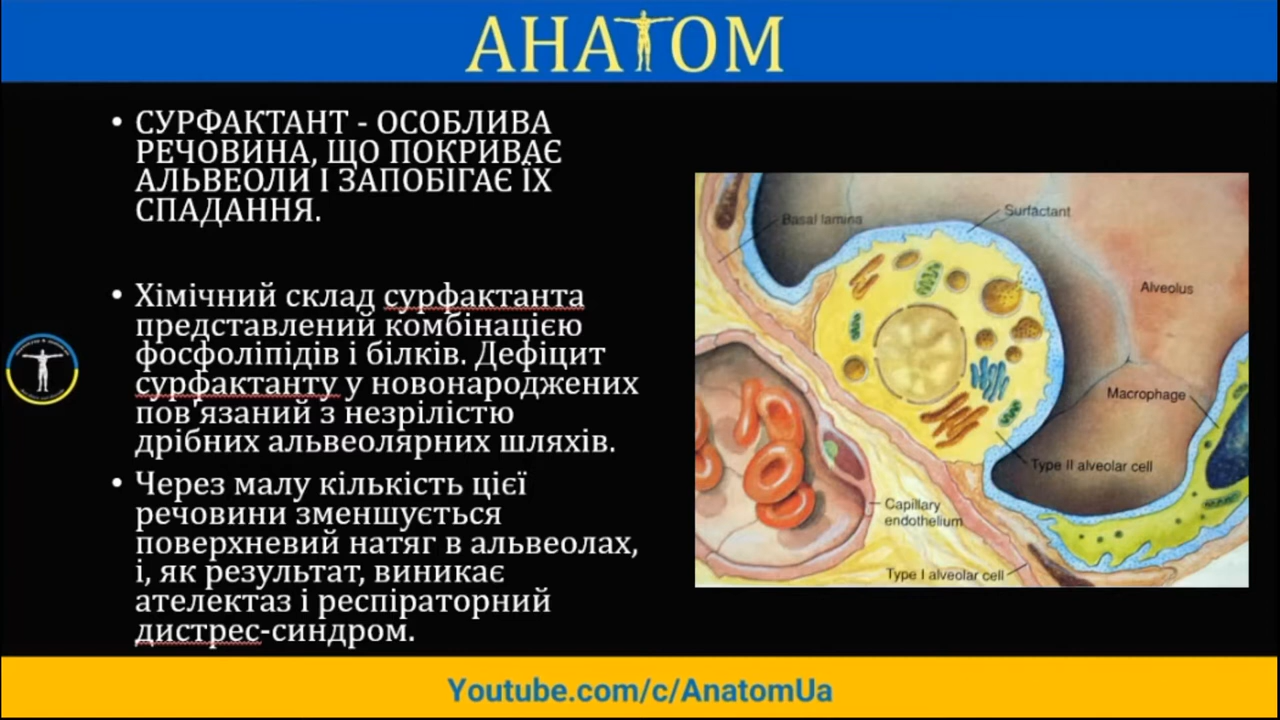 АНАТОМ
• СУРФАКТАНТ - ОСОБЛИВА
РЕЧОВИНА, ЩО ПОКРИВАЄ
АЛЬВЕОЛИ І ЗАПОБІГАЄ ЇХ
СПАДАННЯ.
• Хімічний склад сурфактанта
представлений комбінацією
фосфоліпідів і білків. Дефіцит
сурфактанту у новонароджених
пов'язаний з незрілістю
дрібних альвеолярних шляхів.
• Через малу кількість цієї
речовини зменшується
поверхневий натяг в альвеолах,
і, як результат, виникає
ателектаз і респіраторний
дистрес-синдром.
Basal lamina
Surfactant
Alveolus
Macrophage
Type II alveolar cell
Capillary
endothelium
Type I alveolar cell
Youtube.com/c/AnatomUa